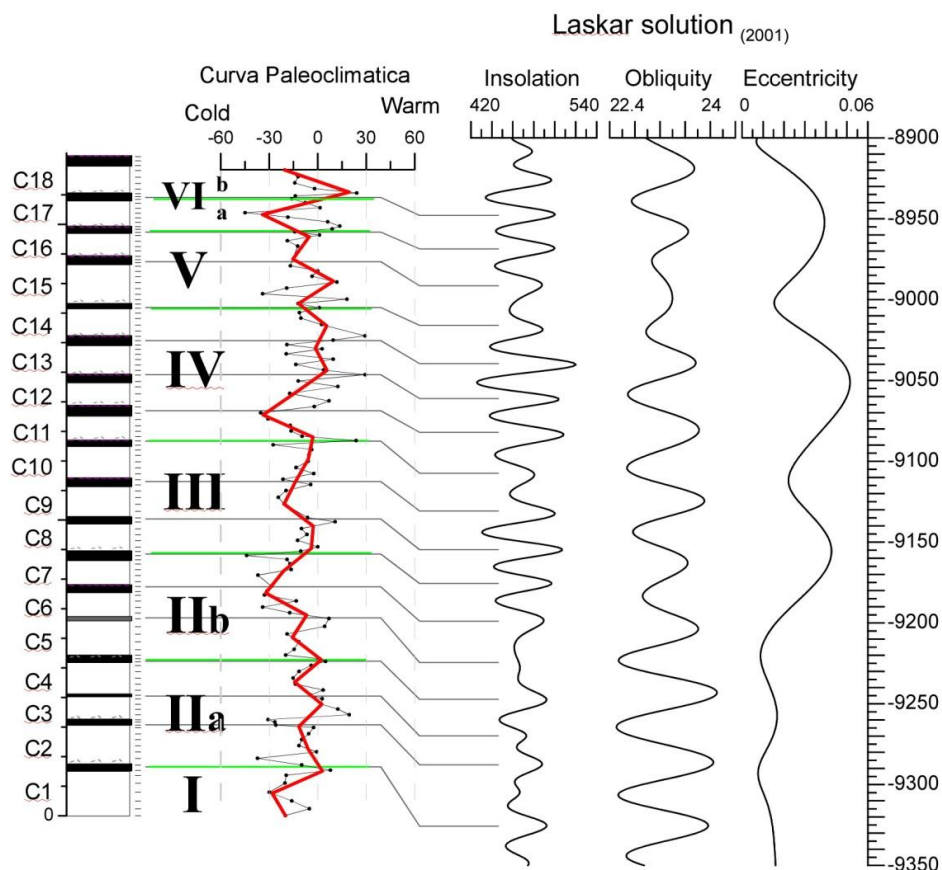 Laskar solution (2001)
Curva Paleoclimatica
Cold
Warm
-60 -30 0 30 60
Insolation
420 540
Obliquity
22.4 24
Eccentricity
0 0.06
C18
C17
C16
C15
C14
C13
C12
C11
C10
C9
C8
C7
C6
C5
C4
C3
C2
C1
0
VI b
a
V
IV
III
IIb
IIa
I
-8900
-8950
-9000
-9050
-9100
-9150
-9200
-9250
-9300
-9350